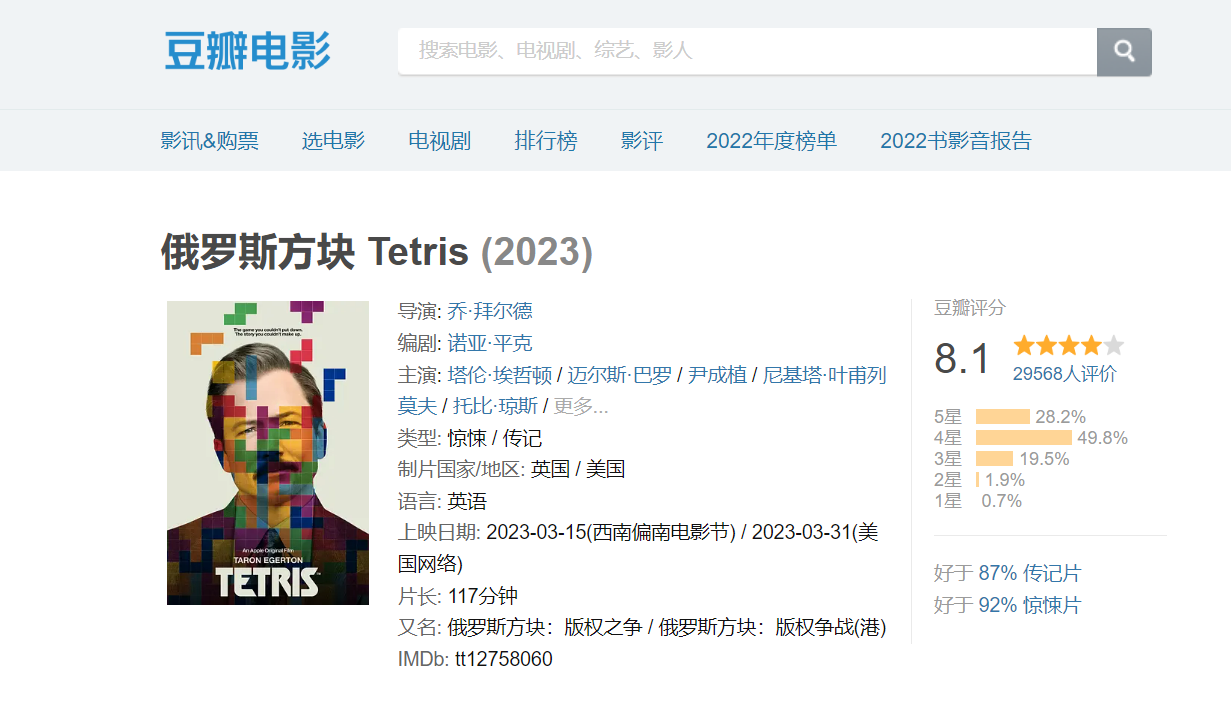 豆瓣电影
搜索电影、电视剧、综艺、影人
影讯&购票 选电影 电视剧 排行榜 影评 2022年度榜单 2022书影音报告
俄罗斯方块 Tetris (2023)
The game you couldn't put down.
The story you couldn't make up.
An Apple Original Film
TARON EGERTON
TETRIS
导演: 乔·拜尔德
编剧: 诺亚·平克
主演: 塔伦·埃哲顿 / 迈尔斯·巴罗 / 尹成植 / 尼基塔·叶甫列
莫夫 / 托比·琼斯 / 更多...
类型: 惊悚 / 传记
制片国家/地区: 英国 / 美国
语言: 英语
上映日期: 2023-03-15(西南偏南电影节) / 2023-03-31(美
国网络)
片长: 117分钟
又名: 俄罗斯方块：版权之争 / 俄罗斯方块：版权争战(港)
IMDb: tt12758060
豆瓣评分
8.1
29568人评价
5星 28.2%
4星 49.8%
3星 19.5%
2星 1.9%
1星 0.7%
好于 87% 传记片
好于 92% 惊悚片